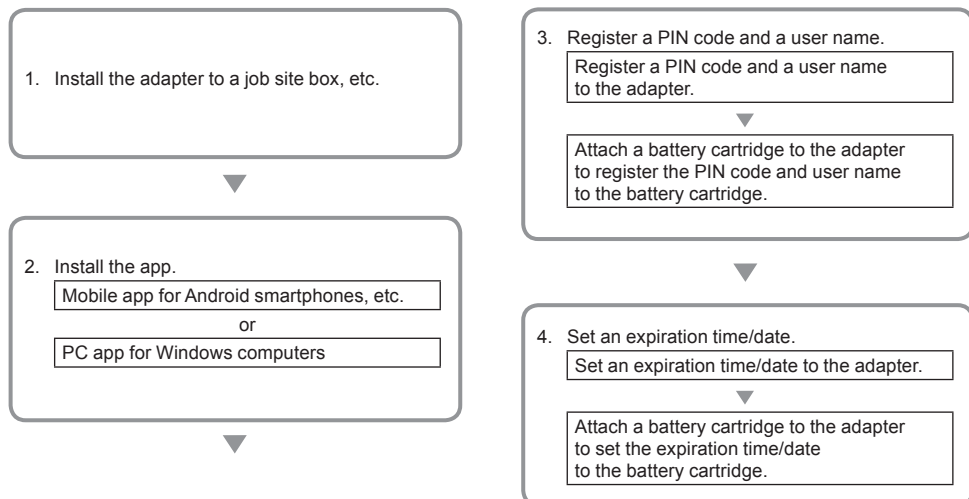 1. Install the adapter to a job site box, etc.
2. Install the app.
Mobile app for Android smartphones, etc.
or
PC app for Windows computers
3. Register a PIN code and a user name.
Register a PIN code and a user name
to the adapter.
Attach a battery cartridge to the adapter
to register the PIN code and user name
to the battery cartridge.
4. Set an expiration time/date.
Set an expiration time/date to the adapter.
Attach a battery cartridge to the adapter
to set the expiration time/date
to the battery cartridge.